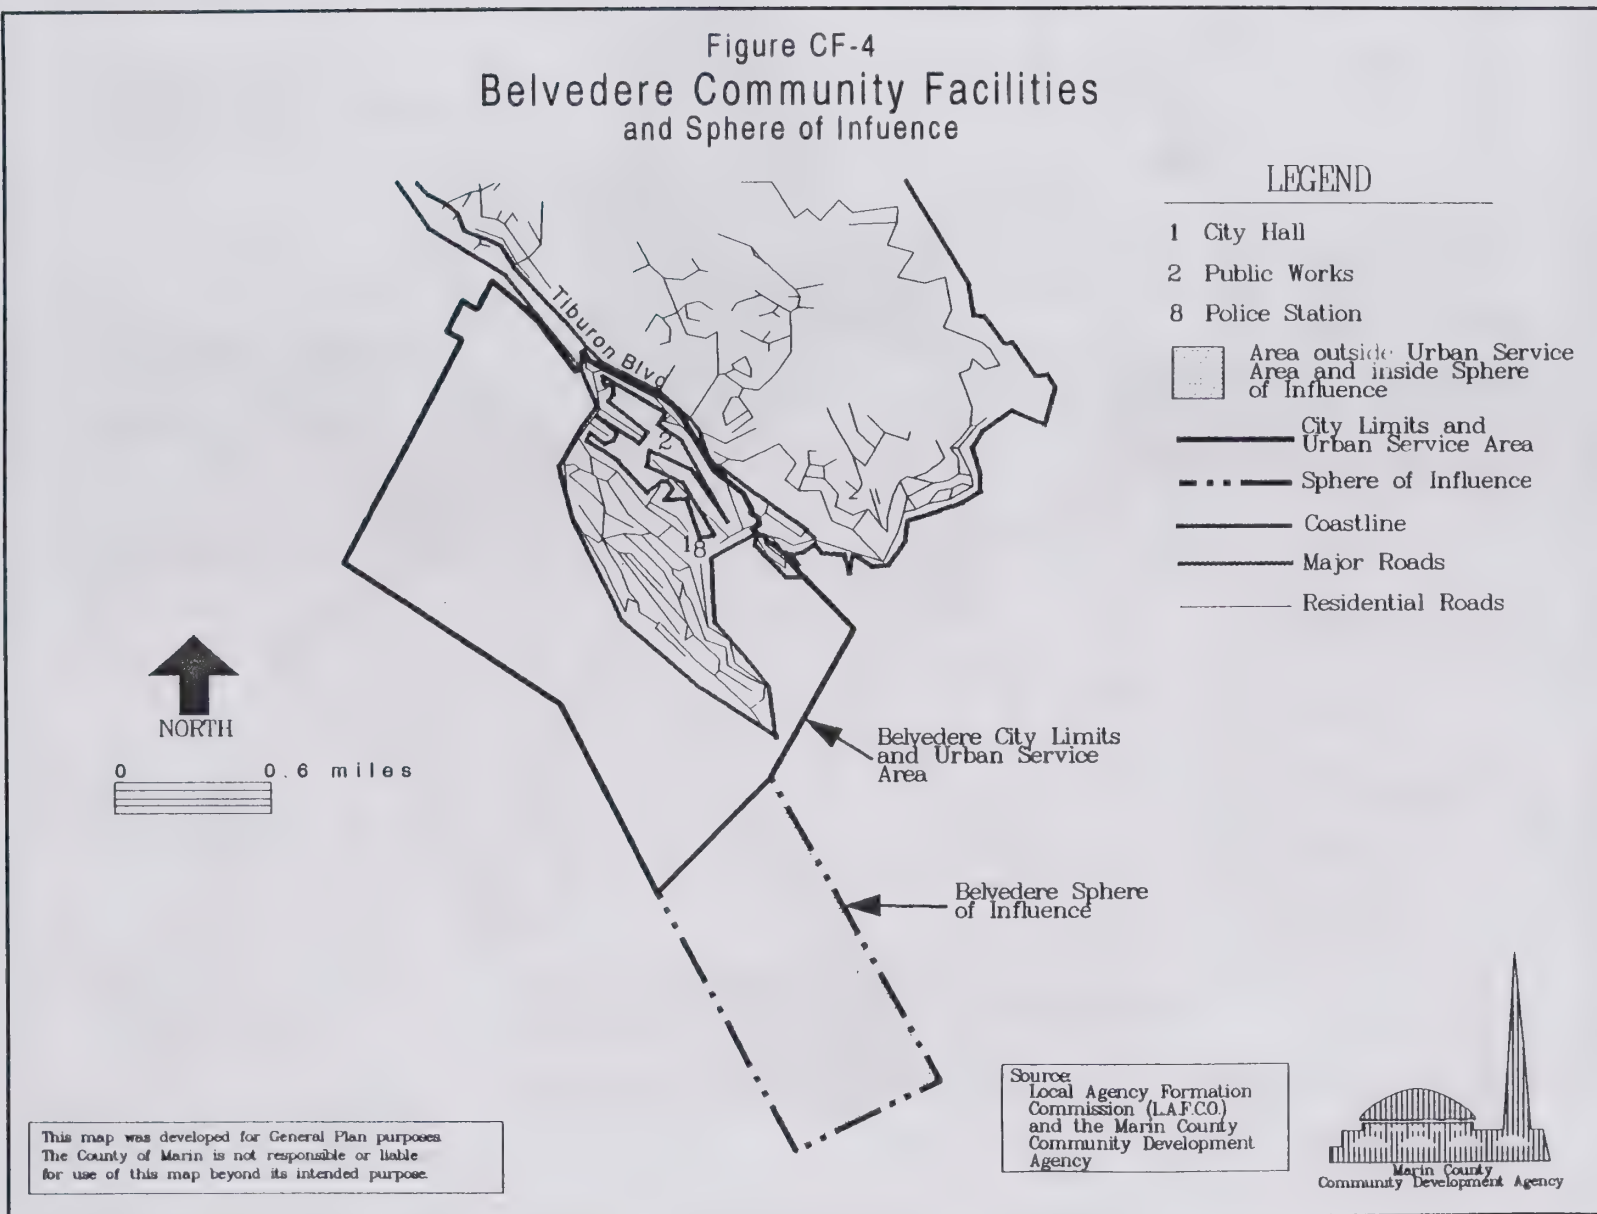 Figure CF-4
Belvedere Community Facilities
and Sphere of Infuence
LEGEND
1 City Hall
2 Public Works
8 Police Station
Area outside Urban Service
Area and inside Sphere
of Influence
City Limits and
Urban Service Area
Sphere of Influence
Coastline
Major Roads
Residential Roads
Tiburon Blvd
2
18
NORTH
0 0.6 miles
Belvedere City Limits
and Urban Service
Area
Belvedere Sphere
of Influence
Source:
Local Agency Formation
Commission (L.A.F.C.O.)
and the Marin County
Community Development
Agency
This map was developed for General Plan purposes.
The County of Marin is not responsible or liable
for use of this map beyond its intended purpose.
Marin County
Community Development Agency